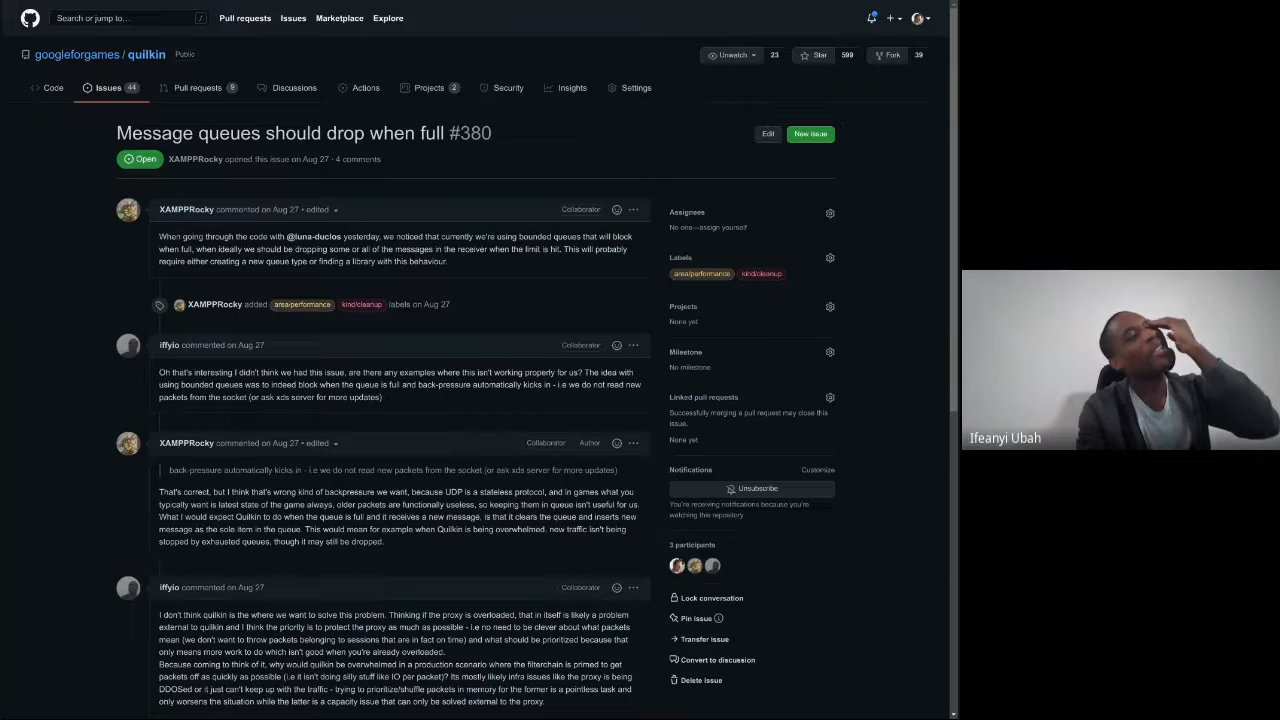 Search or jump to… /
Pull requests Issues Marketplace Explore
googleforgames / quilkin Public
Unwatch 23 Star 599 Fork 39
Code Issues 44 Pull requests 9 Discussions Actions Projects 2 Security Insights Settings
Message queues should drop when full #380
Edit New issue
Open XAMPPRocky opened this issue on Aug 27 · 4 comments
XAMPPRocky commented on Aug 27 • edited
Collaborator
When going through the code with @luna-duclos yesterday, we noticed that currently we're using bounded queues that will block
when full, when ideally we should be dropping some or all of the messages in the receiver when the limit is hit. This will probably
require either creating a new queue type or finding a library with this behaviour.
XAMPPRocky added area/performance kind/cleanup labels on Aug 27
iffyio commented on Aug 27
Collaborator
Oh that's interesting I didn't think we had this issue, are there any examples where this isn't working properly for us? The idea with
using bounded queues was to indeed block when the queue is full and back-pressure automatically kicks in - i.e we do not read new
packets from the socket (or ask xds server for more updates)
XAMPPRocky commented on Aug 27 • edited
Collaborator Author
back-pressure automatically kicks in - i.e we do not read new packets from the socket (or ask xds server for more updates)
That's correct, but I think that's wrong kind of backpressure we want, because UDP is a stateless protocol, and in games what you
typically want is latest state of the game always, older packets are functionally useless, so keeping them in queue isn't useful for us.
What I would expect Quilkin to do when the queue is full and it receives a new message, is that it clears the queue and inserts new
message as the sole item in the queue. This would mean for example when Quilkin is being overwhelmed, new traffic isn't being
stopped by exhausted queues, though it may still be dropped.
iffyio commented on Aug 27
Collaborator
I don't think quilkin is the where we want to solve this problem. Thinking if the proxy is overloaded, that in itself is likely a problem
external to quilkin and I think the priority is to protect the proxy as much as possible - i.e no need to be clever about what packets
mean (we don't want to throw packets belonging to sessions that are in fact on time) and what should be prioritized because that
only means more work to do which isn't good when you're already overloaded.
Because coming to think of it, why would quilkin be overwhelmed in a production scenario where the filterchain is primed to get
packets off as quickly as possible (i.e it isn't doing silly stuff like IO per packet)? Its mostly likely infra issues like the proxy is being
DDOSed or it just can't keep up with the traffic - trying to prioritize/shuffle packets in memory for the former is a pointless task and
only worsens the situation while the latter is a capacity issue that can only be solved external to the proxy.
Assignees
No one—assign yourself
Labels
area/performance kind/cleanup
Projects
None yet
Milestone
No milestone
Linked pull requests
Successfully merging a pull request may close this
issue.
None yet
Notifications Customize
Unsubscribe
You're receiving notifications because you're
watching this repository.
3 participants
Lock conversation
Pin issue
Transfer issue
Convert to discussion
Delete issue
Ifeanyi Ubah